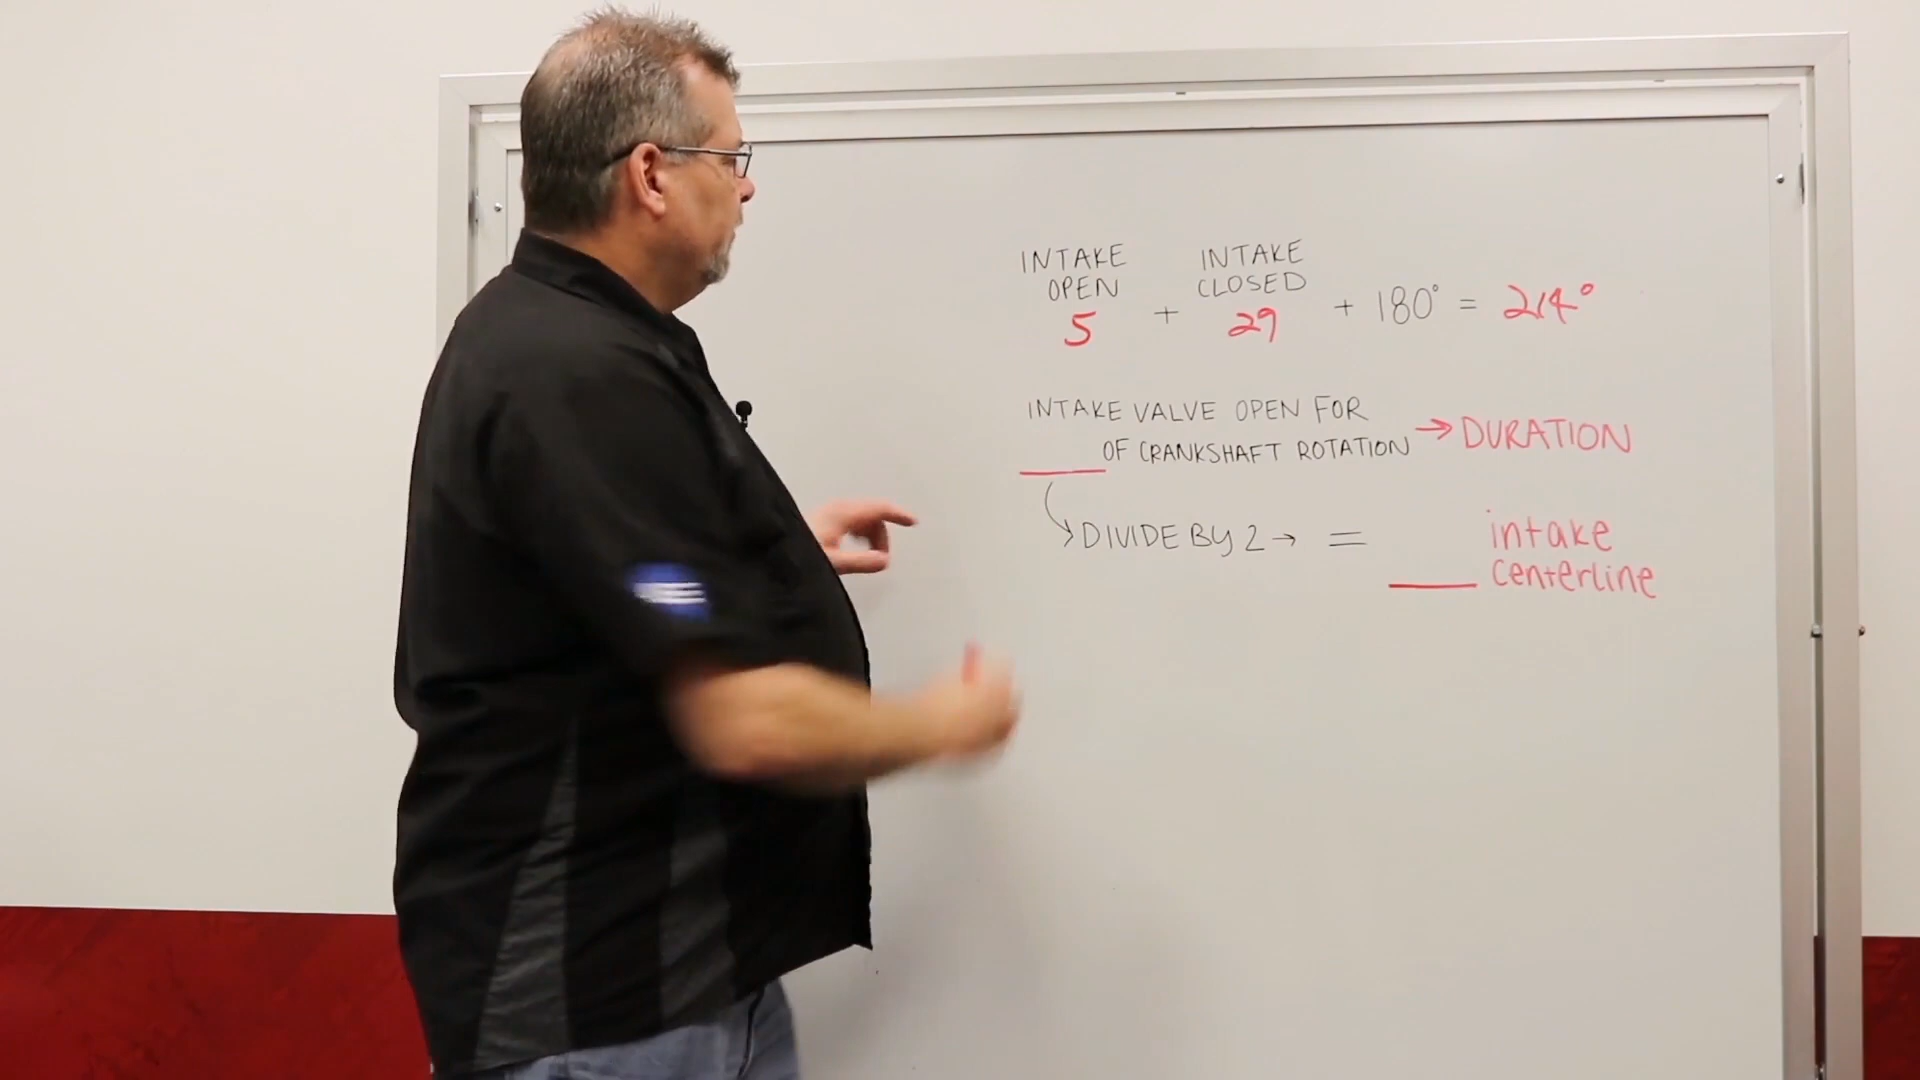 INTAKE OPEN
5 + INTAKE CLOSED
29 + 180° = 214°
INTAKE VALVE OPEN FOR
OF CRANKSHAFT ROTATION → DURATION
DIVIDE BY 2 → =
intake
centerline